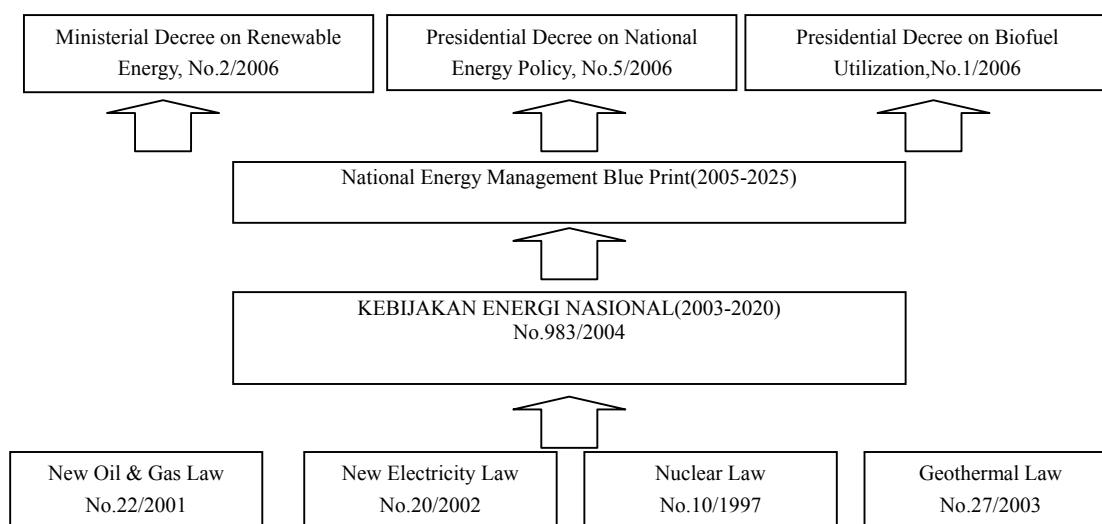 Ministerial Decree on Renewable
Energy, No.2/2006
Presidential Decree on National
Energy Policy, No.5/2006
Presidential Decree on Biofuel
Utilization,No.1/2006
National Energy Management Blue Print(2005-2025)
KEBIJAKAN ENERGI NASIONAL(2003-2020)
No.983/2004
New Oil & Gas Law
No.22/2001
New Electricity Law
No.20/2002
Nuclear Law
No.10/1997
Geothermal Law
No.27/2003